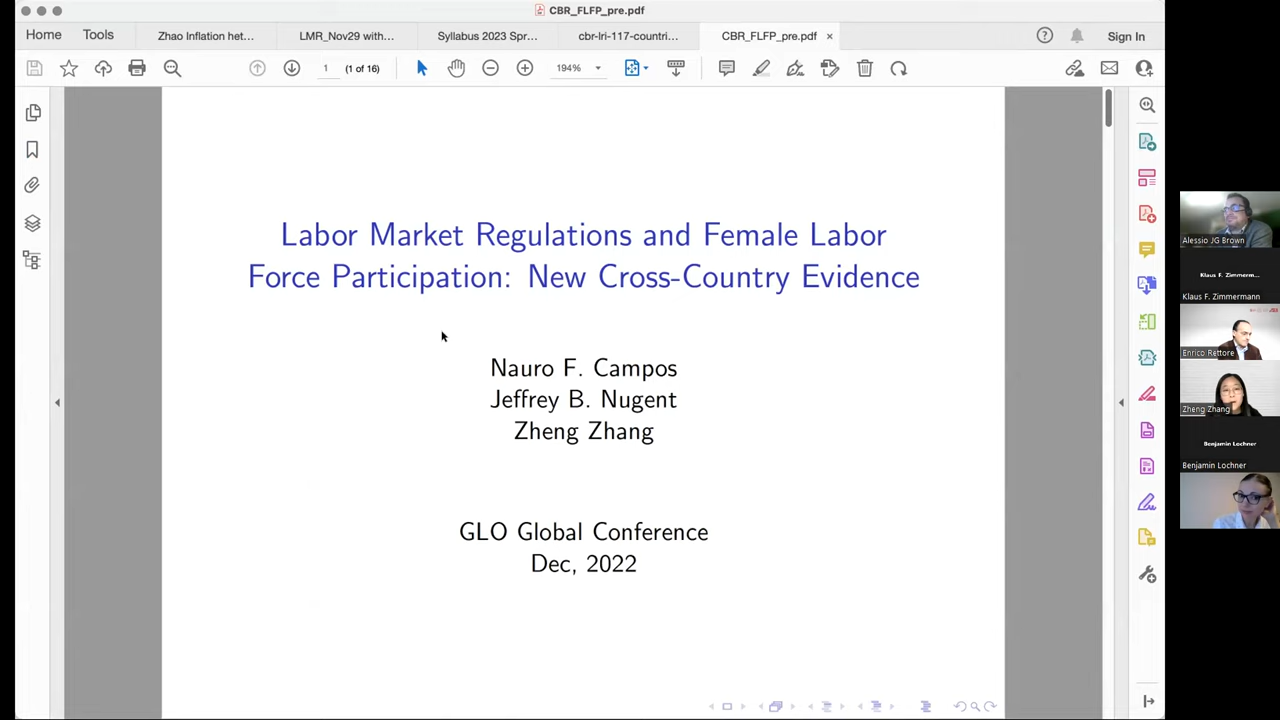 CBR_FLFP_pre.pdf
Home
Tools
Zhao Inflation het...
LMR_Nov29 with...
Syllabus 2023 Spr...
cbr-lri-117-countri...
CBR_FLFP_pre.pdf
Sign In
1
(1 of 16)
194%
Labor Market Regulations and Female Labor
Force Participation: New Cross-Country Evidence
Nauro F. Campos
Jeffrey B. Nugent
Zheng Zhang
GLO Global Conference
Dec, 2022
Alessio JG Brown
Klaus F. Zimmerm...
Klaus F. Zimmermann
Enrico Rettore
Zheng Zhang
Benjamin Lochner
Benjamin Lochner